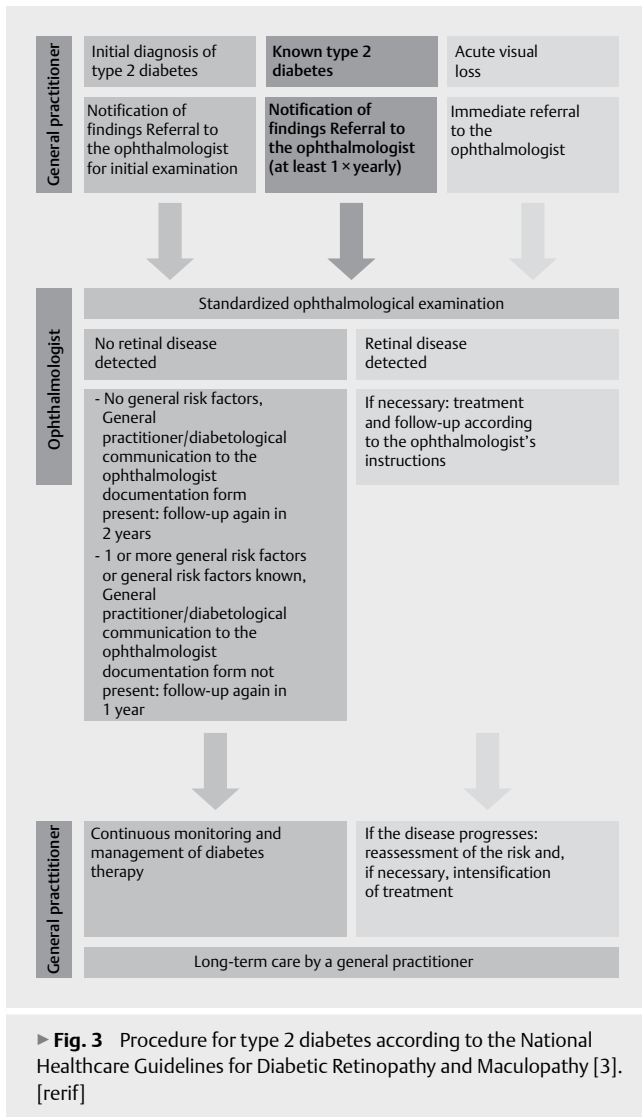 General practitioner
Initial diagnosis of
type 2 diabetes
Known type 2
diabetes
Acute visual
loss
Notification of
findings Referral to
the ophthalmologist
for initial examination
Notification of
findings Referral to
the ophthalmologist
(at least 1 × yearly)
Immediate referral
to the
ophthalmologist
Ophthalmologist
Standardized ophthalmological examination
No retinal disease
detected
Retinal disease
detected
- No general risk factors,
General
practitioner/diabetological
communication to the
ophthalmologist
documentation form
present: follow-up again in
2 years
- 1 or more general risk factors
or general risk factors known,
General
practitioner/diabetological
communication to the
ophthalmologist
documentation form not
present: follow-up again in
1 year
If necessary: treatment
and follow-up according
to the ophthalmologist's
instructions
General practtitioner
Continuous monitoring and
management of diabetes
therapy
If the disease progresses:
reassessment of the risk and,
if necessary, intensification
of treatment
Long-term care by a general practitioner
▶ Fig. 3 Procedure for type 2 diabetes according to the National
Healthcare Guidelines for Diabetic Retinopathy and Maculopathy [3].
[rerif]